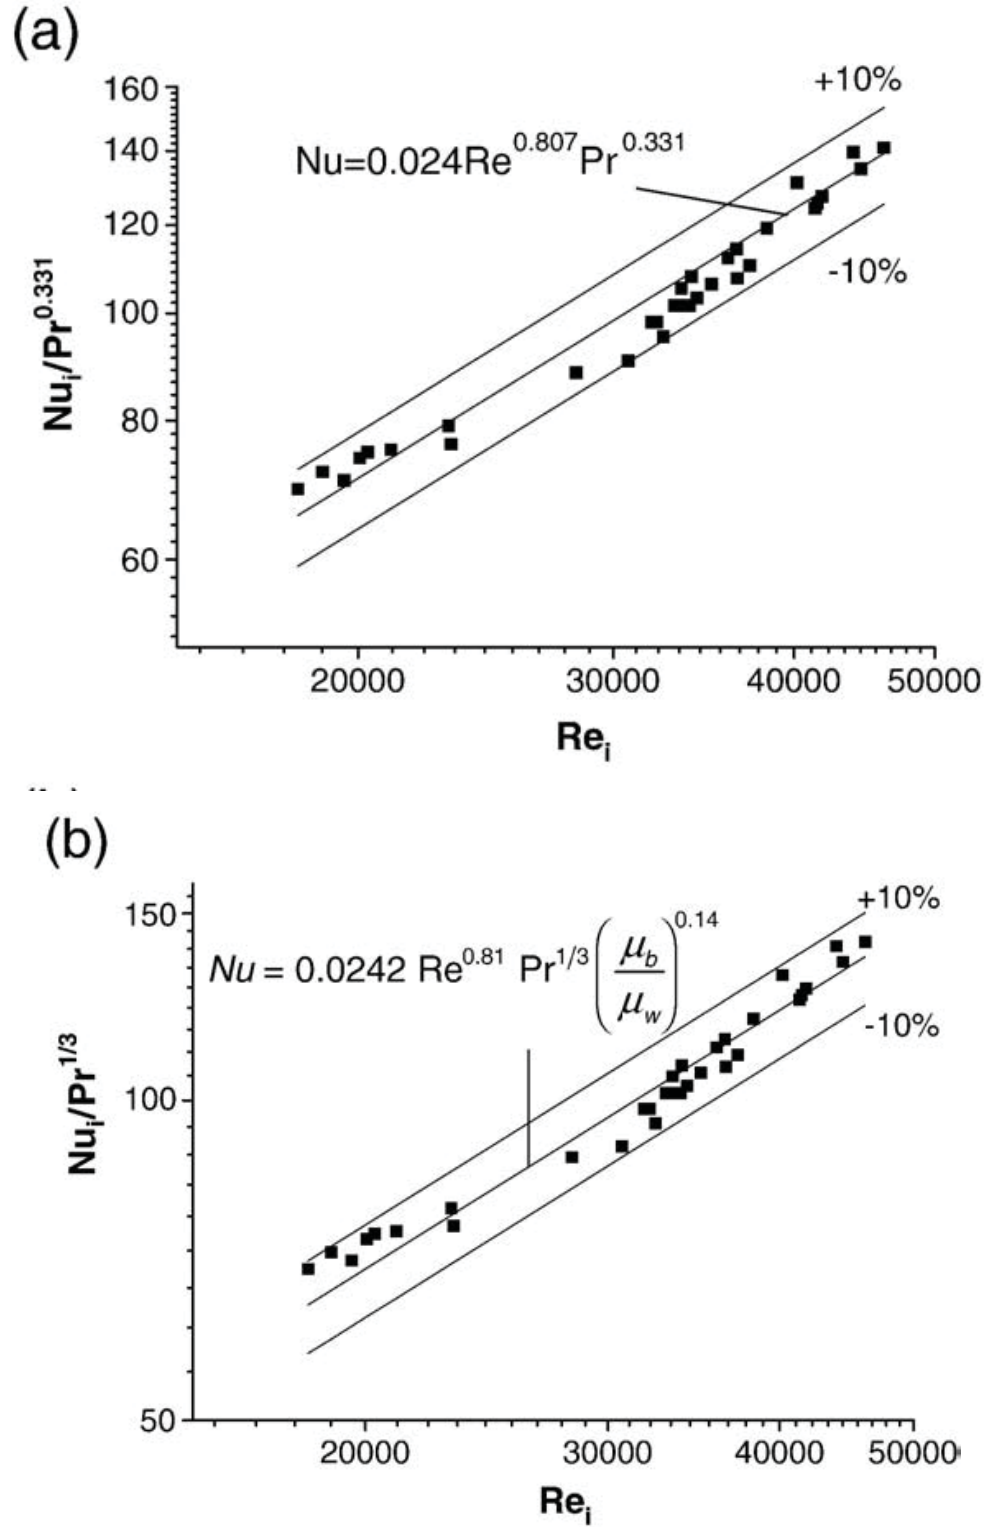 (a)
160
140
120
100
80
60
+10%
Nu=0.024Re^0.807 Pr^0.331
-10%
Nu_i/Pr^0.331
20000 30000 40000 50000
Re_i
(b)
150
100
50
+10%
Nu = 0.0242 Re^0.81 Pr^1/3 (μ_b/μ_w)^0.14
-10%
Nu_i/Pr^1/3
20000 30000 40000 50000
Re_i